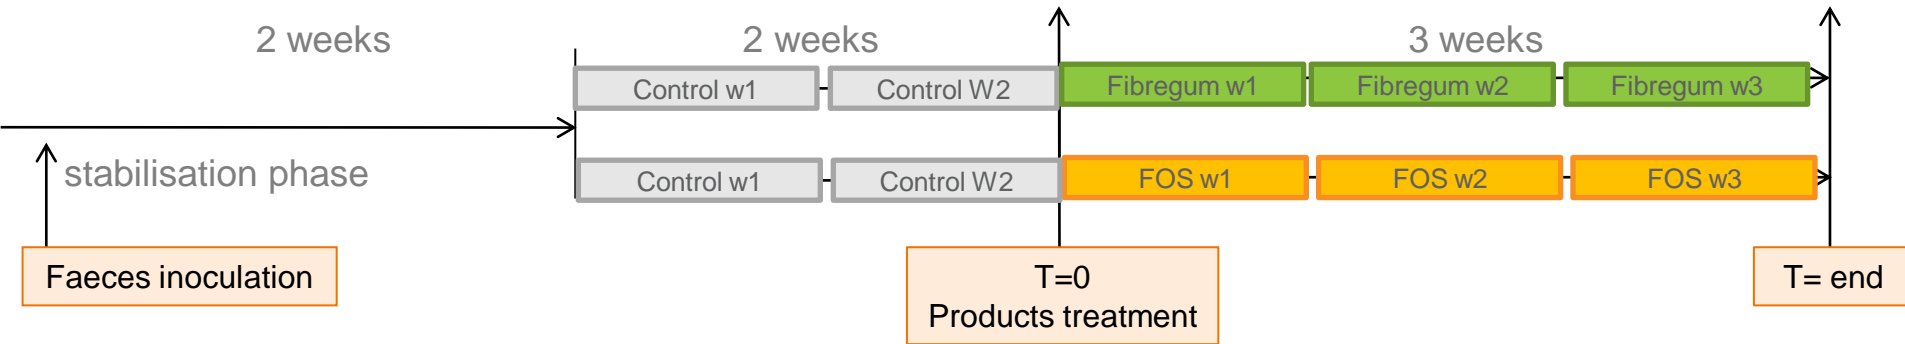 2 weeks
2 weeks
3 weeks
Control w1
Control W2
Fibregum w1
Fibregum w2
Fibregum w3
stabilisation phase
Control w1
Control W2
FOS w1
FOS w2
FOS w3
Faeces inoculation
T=0
Products treatment
T= end